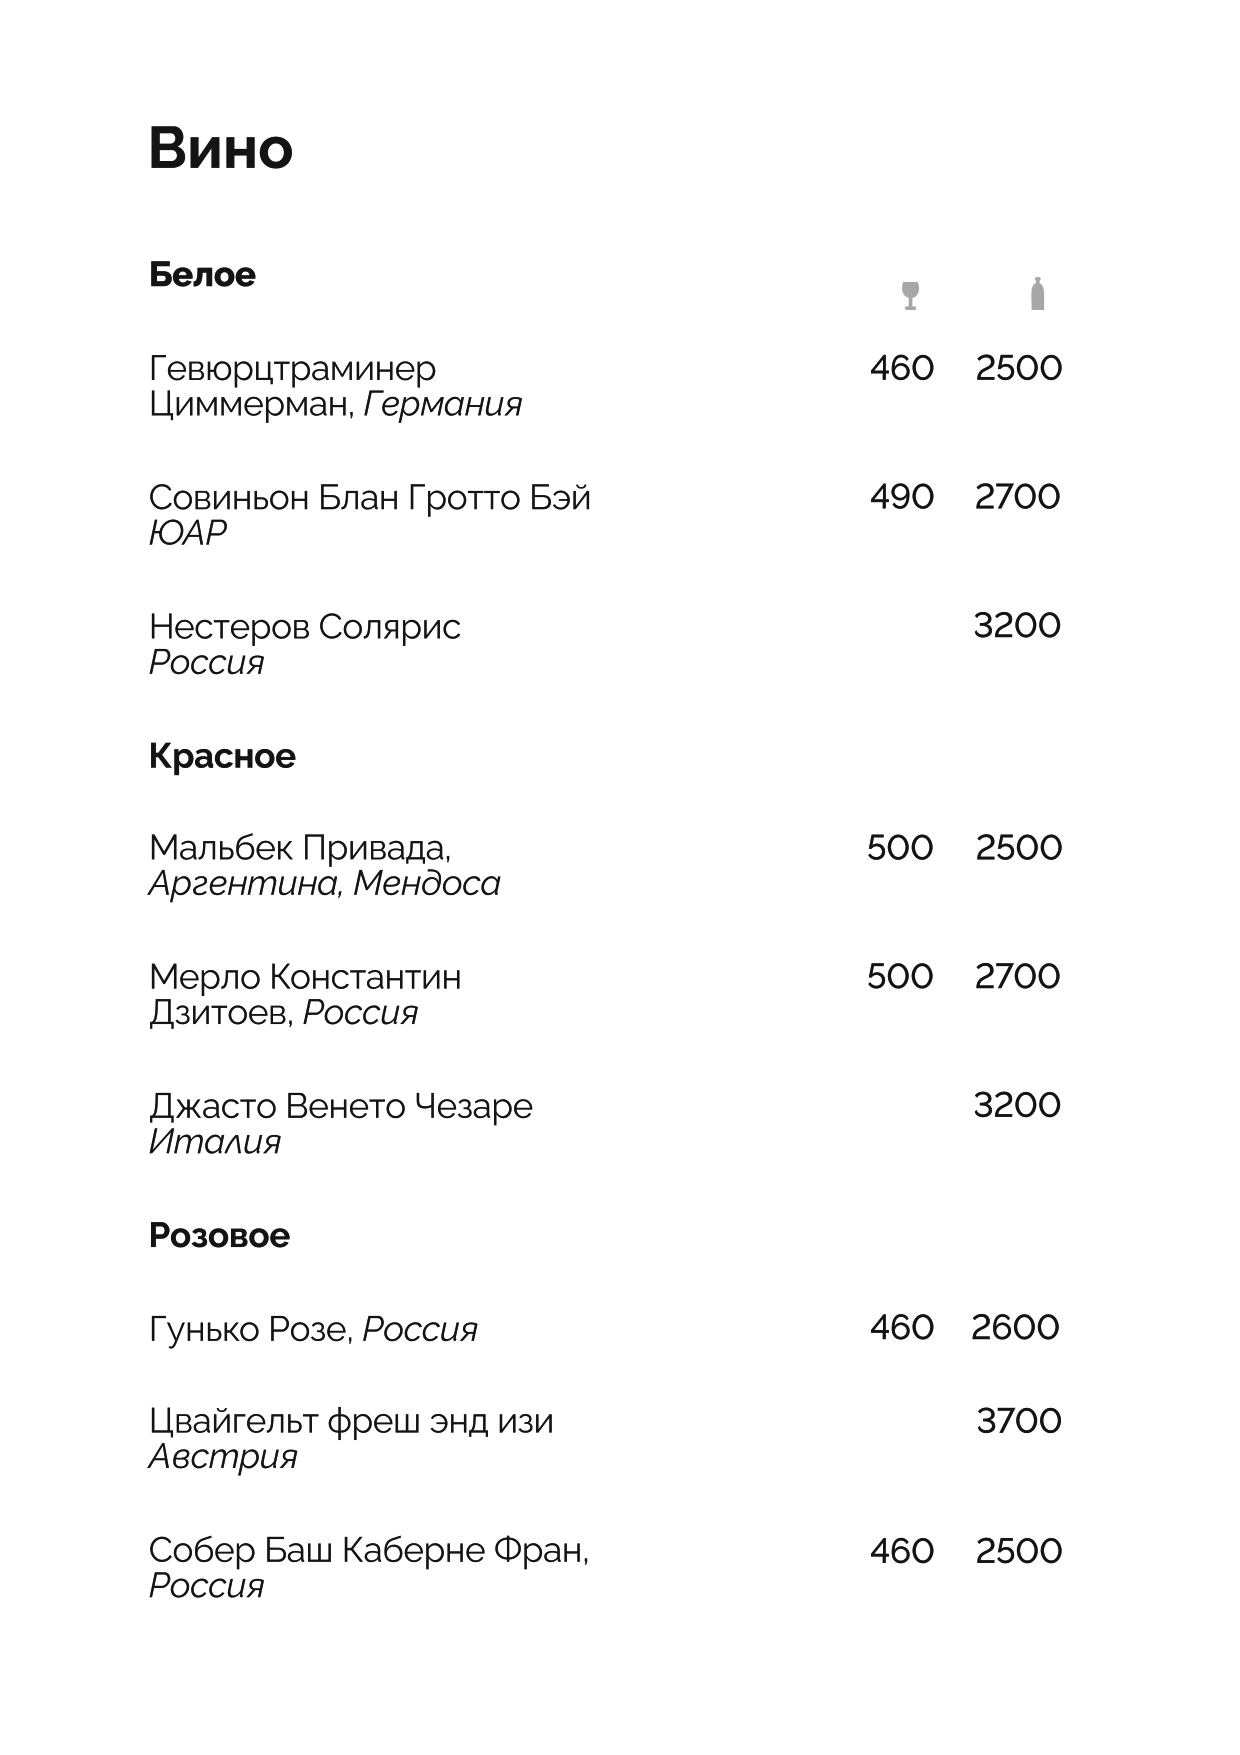 Вино
Белое
Гевюрцтраминер 460 2500
Циммерман, Германия
Совиньон Блан Гротто Бэй 490 2700
ЮАР
Нестеров Солярис 3200
Россия
Красное
Мальбек Привада, 500 2500
Аргентина, Мендоса
Мерло Константин 500 2700
Дзитоев, Россия
Джасто Венето Чезаре 3200
Италия
Розовое
Гунько Розе, Россия 460 2600
Цвайгельт фреш энд изи 3700
Австрия
Собер Баш Каберне Фран, 460 2500
Россия